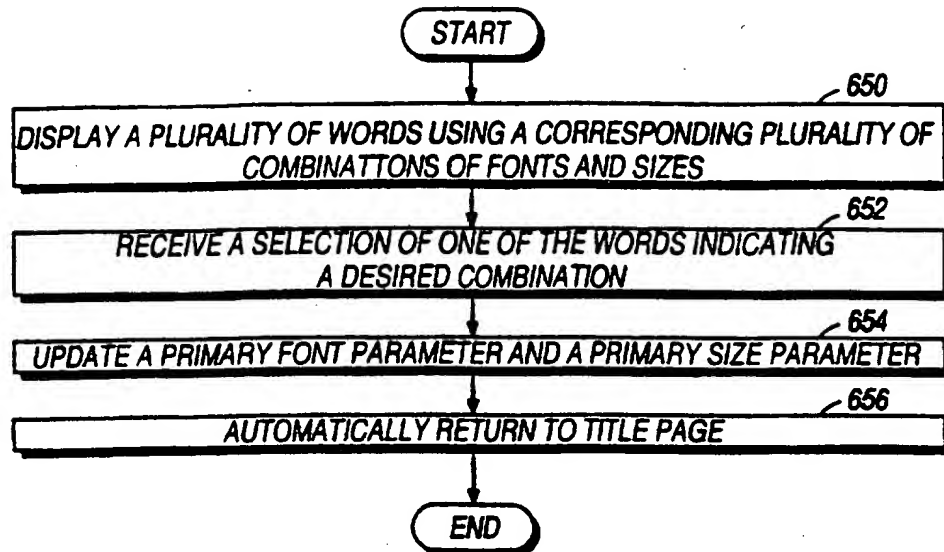 START
650
DISPLAY A PLURALITY OF WORDS USING A CORRESPONDING PLURALITY OF
COMBINATTONS OF FONTS AND SIZES
652
RECEIVE A SELECTION OF ONE OF THE WORDS INDICATING
A DESIRED COMBINATION
654
UPDATE A PRIMARY FONT PARAMETER AND A PRIMARY SIZE PARAMETER
656
AUTOMATICALLY RETURN TO TITLE PAGE
END